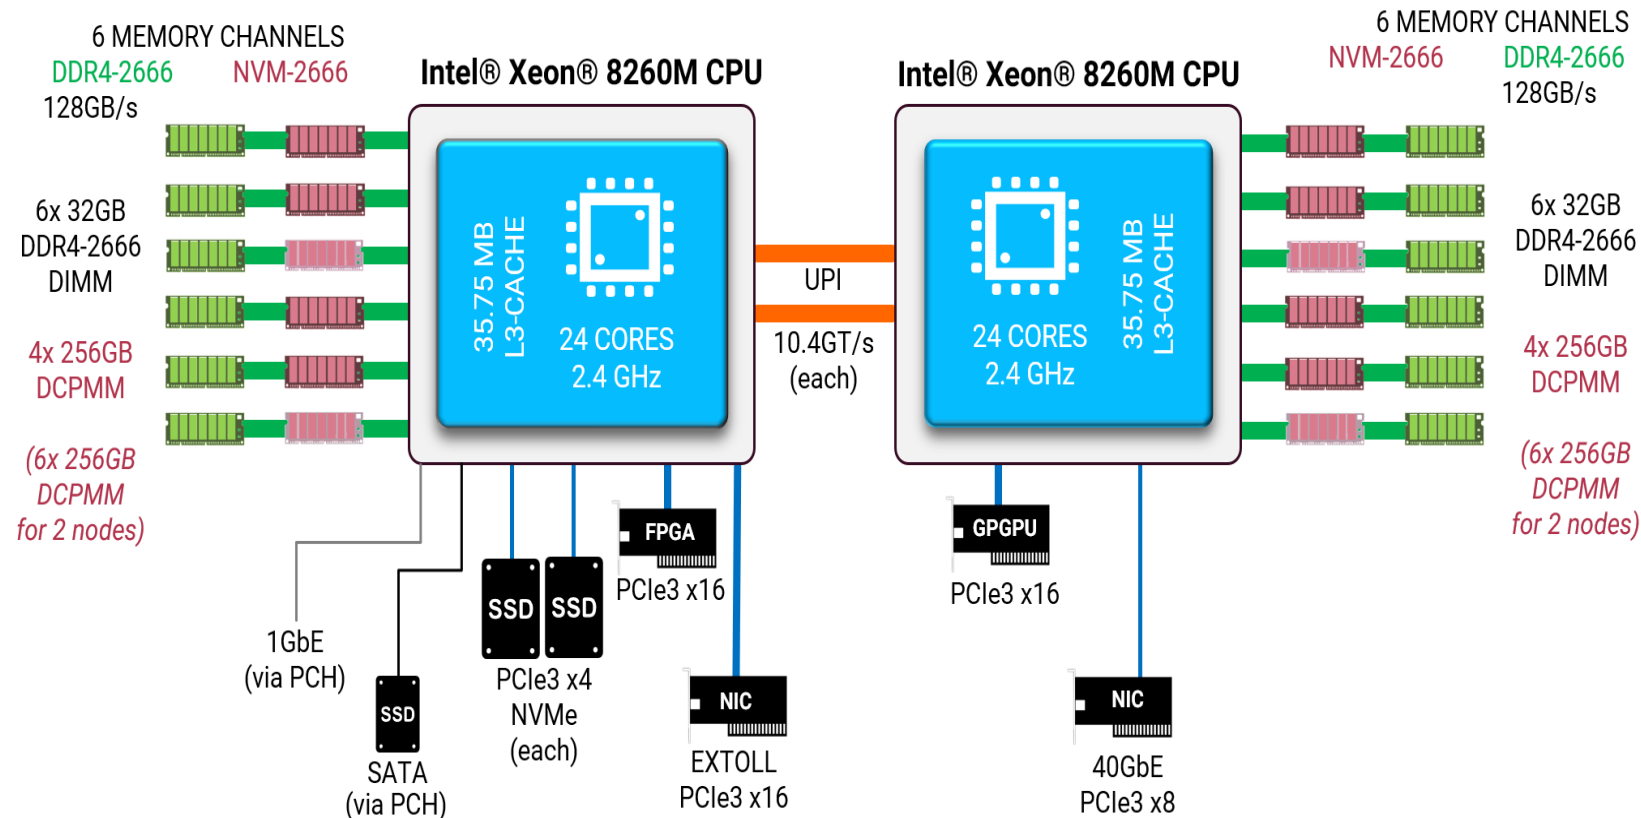 6 MEMORY CHANNELS
DDR4-2666 NVM-2666
128GB/s
6x 32GB
DDR4-2666
DIMM
4x 256GB
DCPMM
(6x 256GB
DCPMM
for 2 nodes)
Intel® Xeon® 8260M CPU
35.75 MB
L3-CACHE
24 CORES
2.4 GHz
UPI
10.4GT/s
(each)
Intel® Xeon® 8260M CPU
24 CORES
2.4 GHz
35.75 MB
L3-CACHE
6 MEMORY CHANNELS
NVM-2666 DDR4-2666
128GB/s
6x 32GB
DDR4-2666
DIMM
4x 256GB
DCPMM
(6x 256GB
DCPMM
for 2 nodes)
1GbE
(via PCH)
SSD
SATA
(via PCH)
SSD SSD
PCIe3 x4
NVMe
(each)
FPGA
PCIe3 x16
NIC
EXTOLL
PCIe3 x16
GPGPU
PCIe3 x16
NIC
40GbE
PCIe3 x8